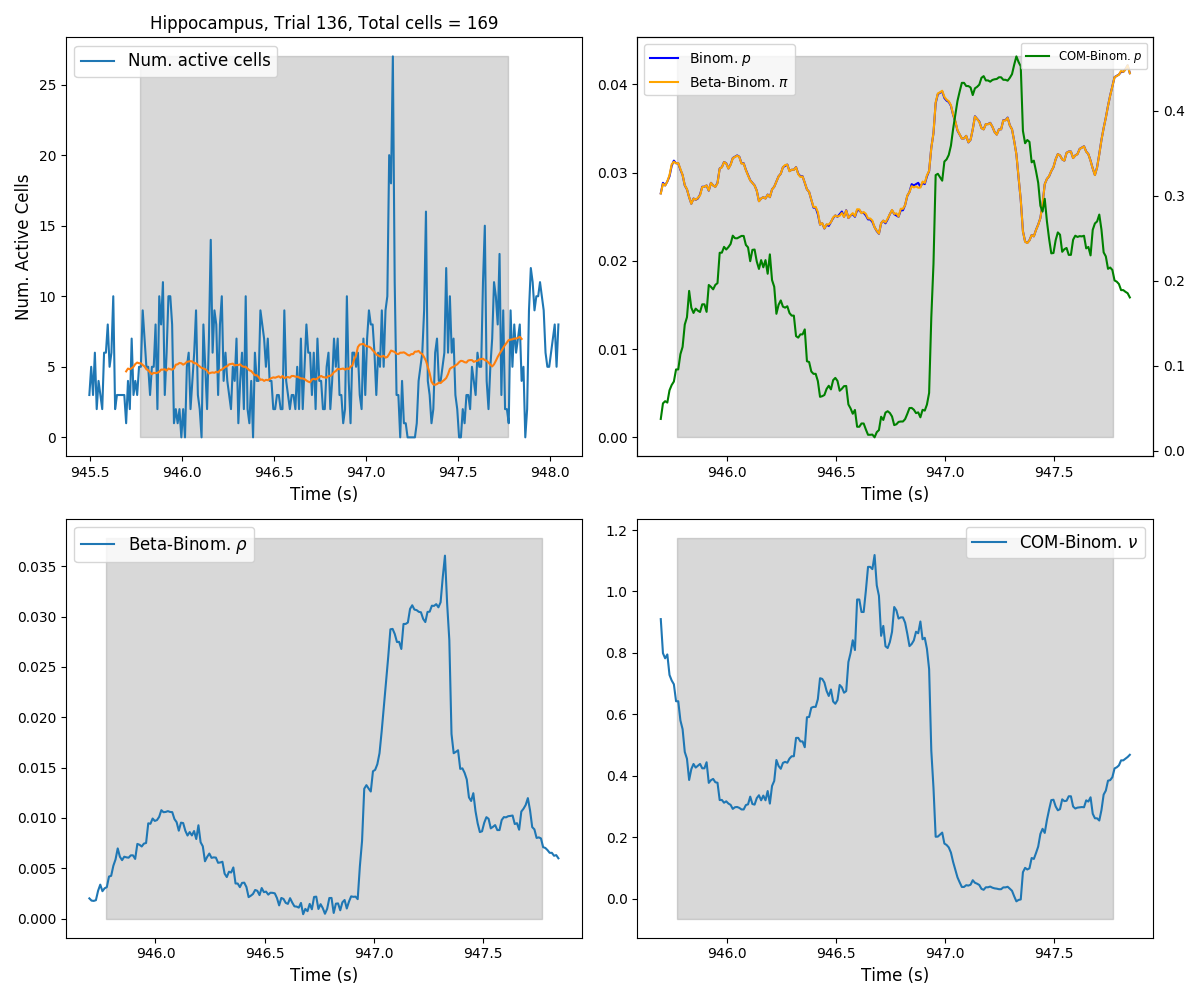 Hippocampus, Trial 136, Total cells = 169
Num. active cells
Num. Active Cells
25
20
15
10
5
0
945.5 946.0 946.5 947.0 947.5 948.0
Time (s)
Binom. p
Beta-Binom. π
COM-Binom. p
0.04
0.03
0.02
0.01
0.00
0.4
0.3
0.2
0.1
0.0
946.0 946.5 947.0 947.5
Time (s)
Beta-Binom. ρ
0.035
0.030
0.025
0.020
0.015
0.010
0.005
0.000
946.0 946.5 947.0 947.5
Time (s)
COM-Binom. ν
1.2
1.0
0.8
0.6
0.4
0.2
0.0
946.0 946.5 947.0 947.5
Time (s)